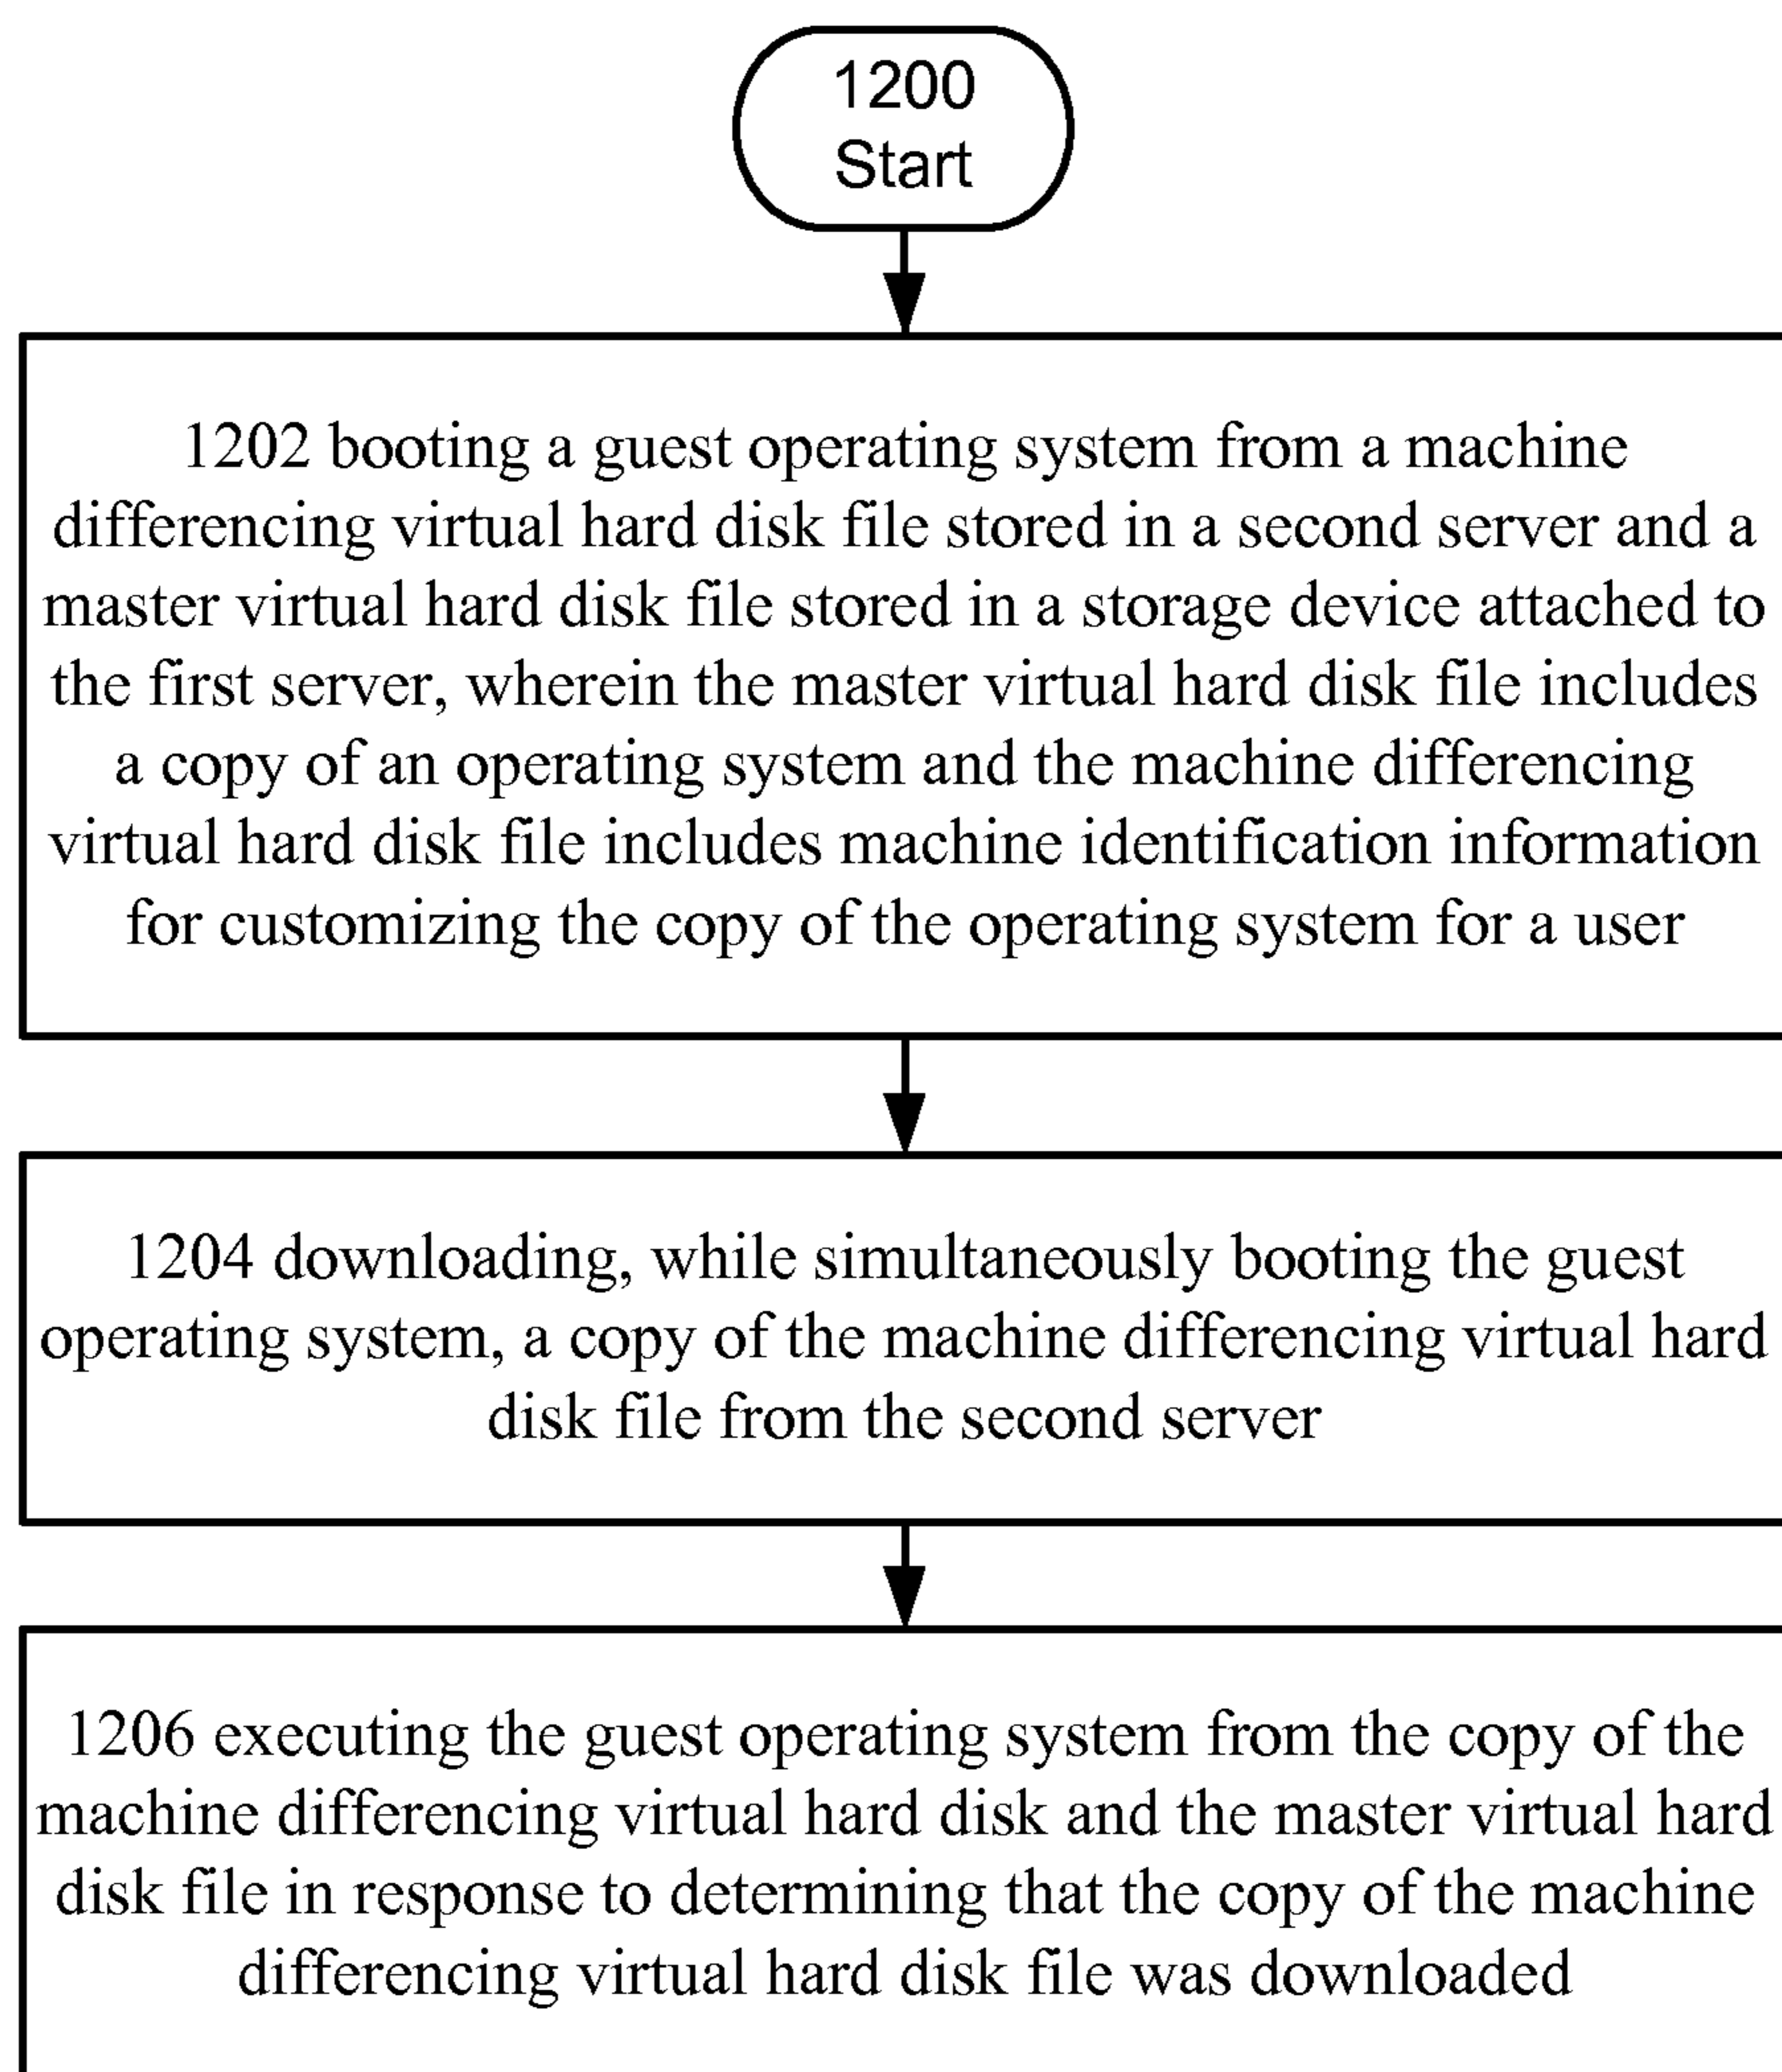 1200
Start
1202 booting a guest operating system from a machine
differencing virtual hard disk file stored in a second server and a
master virtual hard disk file stored in a storage device attached to
the first server, wherein the master virtual hard disk file includes
a copy of an operating system and the machine differencing
virtual hard disk file includes machine identification information
for customizing the copy of the operating system for a user
1204 downloading, while simultaneously booting the guest
operating system, a copy of the machine differencing virtual hard
disk file from the second server
1206 executing the guest operating system from the copy of the
machine differencing virtual hard disk and the master virtual hard
disk file in response to determining that the copy of the machine
differencing virtual hard disk file was downloaded